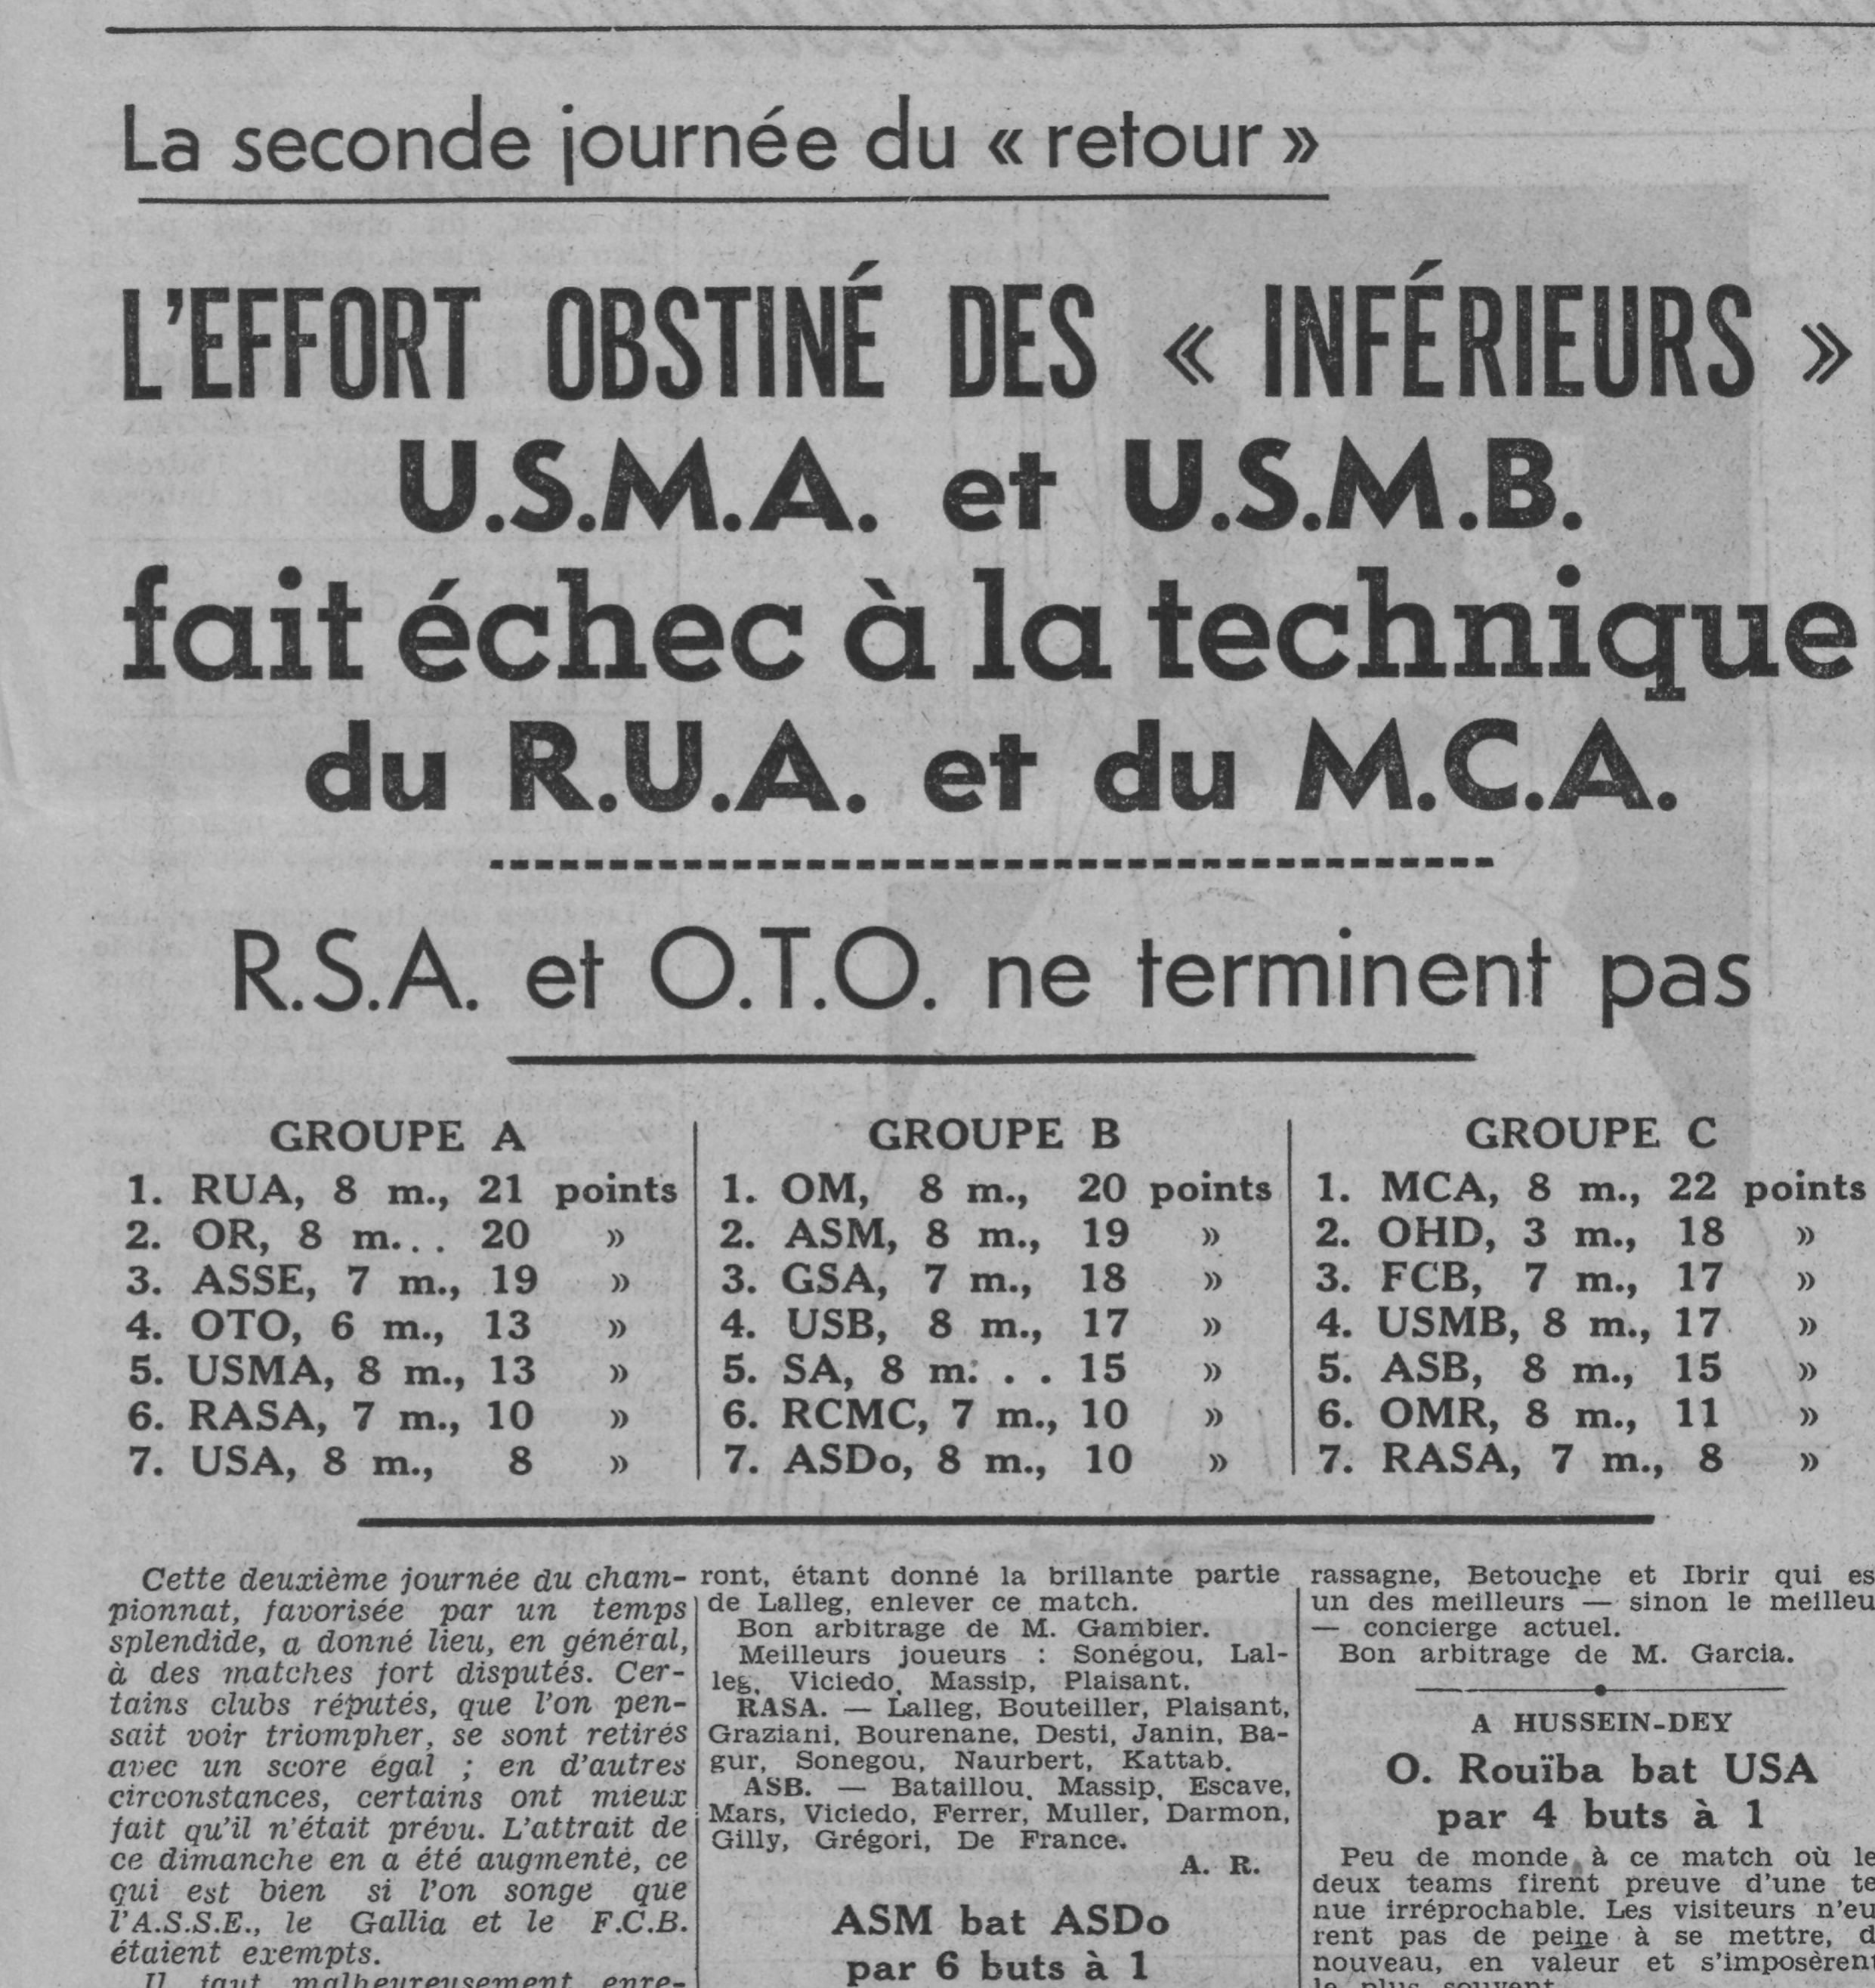 La seconde journée du « retour »
L'EFFORT OBSTINÉ DES « INFÉRIEURS »
U.S.M.A. et U.S.M.B.
fait échec à la technique
du R.U.A. et du M.C.A.
R.S.A. et O.T.O. ne terminent pas
GROUPE A
1. RUA, 8 m., 21 points
2. OR, 8 m... 20 »
3. ASSE, 7 m., 19 »
4. OTO, 6 m., 13 »
5. USMA, 8 m., 13 »
6. RASA, 7 m., 10 »
7. USA, 8 m., 8 »
GROUPE B
1. OM, 8 m., 20 points
2. ASM, 8 m., 19 »
3. GSA, 7 m., 18 »
4. USB, 8 m., 17 »
5. SA, 8 m. . . 15 »
6. RCMC, 7 m., 10 »
7. ASDo, 8 m., 10 »
GROUPE C
1. MCA, 8 m., 22 points
2. OHD, 3 m., 18 »
3. FCB, 7 m., 17 »
4. USMB, 8 m., 17 »
5. ASB, 8 m., 15 »
6. OMR, 8 m., 11 »
7. RASA, 7 m., 8 »
Cette deuxième journée du cham-
pionnat, favorisée par un temps
splendide, a donné lieu, en général,
à des matches fort disputés. Cer-
tains clubs réputés, que l'on pen-
sait voir triompher, se sont retirés
avec un score égal ; en d'autres
circonstances, certains ont mieux
fait qu'il n'était prévu. L'attrait de
ce dimanche en a été augmenté, ce
qui est bien si l'on songe que
l'A.S.S.E., le Gallia et le F.C.B.
étaient exempts.
Il faut malheureusement enre-
ront, étant donné la brillante partie
de Lalleg, enlever ce match.
Bon arbitrage de M. Gambier.
Meilleurs joueurs : Sonégou, Lal-
leg, Viciedo, Massip, Plaisant.
RASA. — Lalleg, Bouteiller, Plaisant,
Graziani, Bourenane, Desti, Janin, Ba-
gur, Sonegou, Naurbert, Kattab.
ASB. — Bataillou, Massip, Escave,
Mars, Viciedo, Ferrer, Muller, Darmon,
Gilly, Grégori, De France.
A. R.
ASM bat ASDo
par 6 buts à 1
rassagne, Betouche et Ibrir qui es
un des meilleurs — sinon le meilleu
— concierge actuel.
Bon arbitrage de M. Garcia.
A HUSSEIN-DEY
O. Rouïba bat USA
par 4 buts à 1
Peu de monde à ce match où le
deux teams firent preuve d'une te
nue irréprochable. Les visiteurs n'eu
rent pas de peine à se mettre, d
nouveau, en valeur et s'imposèrent
le plus souvent